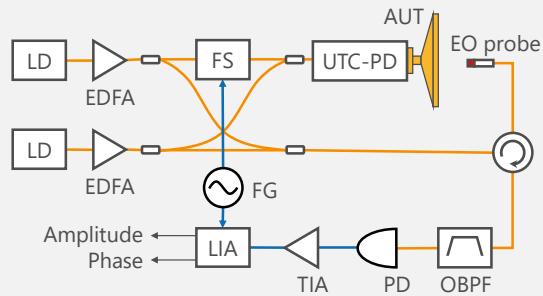 AUT
EO probe
LD
EDFA
FS
UTC-PD
LD
EDFA
FG
Amplitude
Phase
LIA
TIA
PD
OBPF